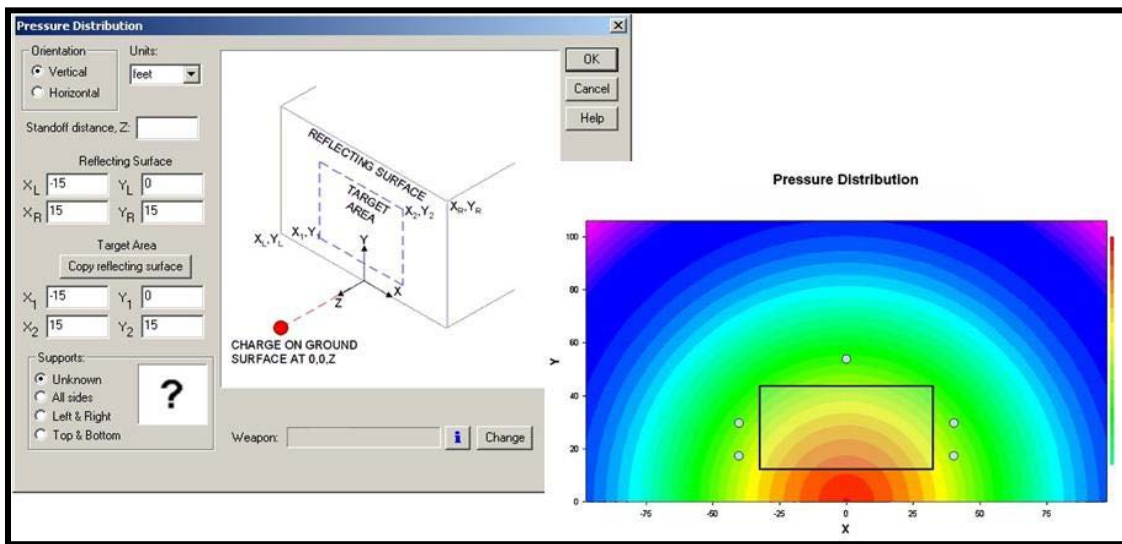 Pressure Distribution
Orientation
Vertical
Horizontal
Units:
feet
Standoff distance, Z:
Reflecting Surface
XL -15 YL 0
XR 15 YR 15
Target Area
Copy reflecting surface
X1 -15 Y1 0
X2 15 Y2 15
Supports:
Unknown
All sides
Left & Right
Top & Bottom
?
REFLECTING SURFACE
TARGET
AREA
X2,Y2
XR,YR
XL,YL
X1,Y1
Y
X
Z
CHARGE ON GROUND
SURFACE AT 0,0,Z
Weapon:
i
Change
OK
Cancel
Help
Pressure Distribution
100
80
60
40
20
0
Y
-75 -50 -25 0 25 50 75
X